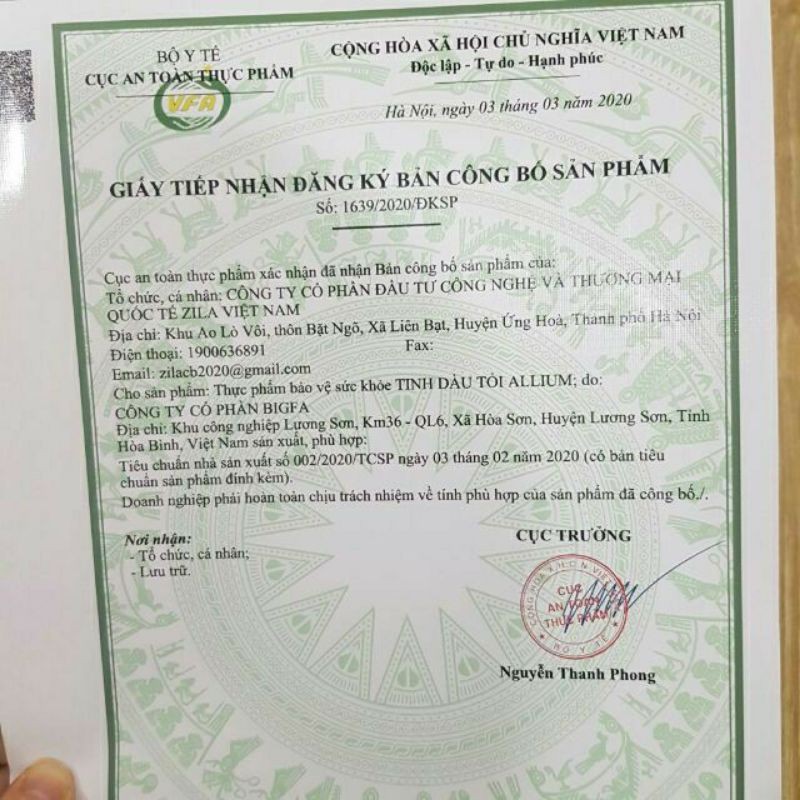 BỘ Y TẾ
CỤC AN TOÀN THỰC PHẨM
VFA
CỘNG HÒA XÃ HỘI CHỦ NGHĨA VIỆT NAM
Độc lập - Tự do - Hạnh phúc
Hà Nội, ngày 03 tháng 03 năm 2020
GIẤY TIẾP NHẬN ĐĂNG KÝ BẢN CÔNG BỐ SẢN PHẨM
Số: 1639/2020/ĐKSP
Cục an toàn thực phẩm xác nhận đã nhận Bản công bố sản phẩm của:
Tổ chức, cá nhân: CÔNG TY CỔ PHẦN ĐẦU TƯ CÔNG NGHỆ VÀ THƯƠNG MẠI
QUỐC TẾ ZILA VIỆT NAM
Địa chỉ: Khu Ao Lò Vôi, thôn Bặt Ngõ, Xã Liên Bạt, Huyện Ứng Hoà, Thành phố Hà Nội
Điện thoại: 1900636891 Fax:
Email: zilacb2020@gmail.com
Cho sản phẩm: Thực phẩm bảo vệ sức khỏe TINH DẦU TỎI ALLIUM; do:
CÔNG TY CỔ PHẦN BIGFA
Địa chỉ: Khu công nghiệp Lương Sơn, Km36 - QL6, Xã Hòa Sơn, Huyện Lương Sơn, Tỉnh
Hòa Bình, Việt Nam sản xuất, phù hợp:
Tiêu chuẩn nhà sản xuất số 002/2020/TCSP ngày 03 tháng 02 năm 2020 (có bản tiêu
chuẩn sản phẩm đính kèm).
Doanh nghiệp phải hoàn toàn chịu trách nhiệm về tính phù hợp của sản phẩm đã công bố./.
Nơi nhận:
- Tổ chức, cá nhân;
- Lưu trữ.
CỤC TRƯỞNG
CỘNG HÒA X.H.C.N VIỆT
CỤC
AN TOÀN
THỰC PHẨM
BỘ Y TẾ
Nguyễn Thanh Phong